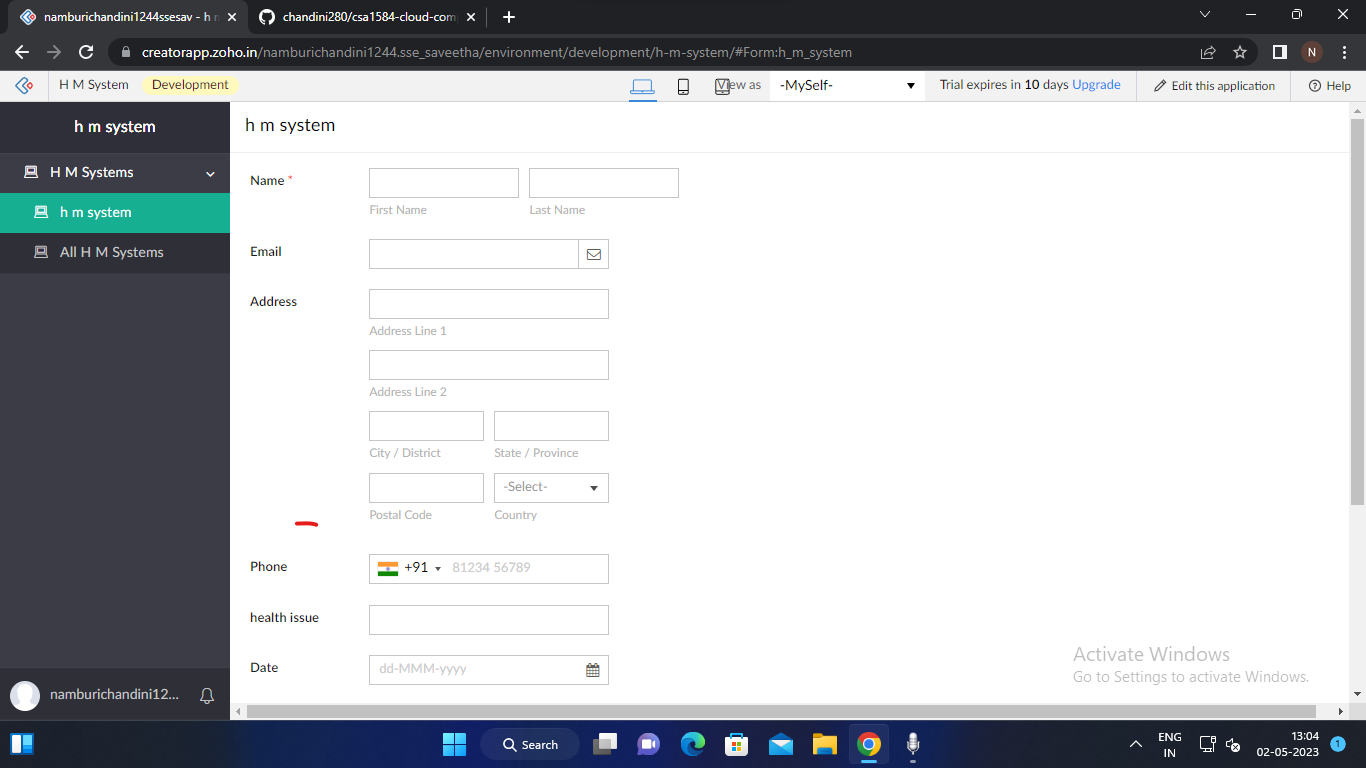 namburichandini1244ssesav - h n
chandini280/csa1584-cloud-com
creatorapp.zoho.in/namburichandini1244.sse_saveetha/environment/development/h-m-system/#Form:h_m_system
N
H M System Development View as -MySelf- Trial expires in 10 days Upgrade Edit this application Help
h m system
H M Systems
h m system
All H M Systems
namburichandini12...
h m system
Name *
First Name Last Name
Email
Address
Address Line 1
Address Line 2
City / District State / Province
-Select-
Postal Code Country
Phone +91 81234 56789
health issue
Date dd-MMM-yyyy
Activate Windows
Go to Settings to activate Windows.
Search
ENG
IN
13:04
02-05-2023
1